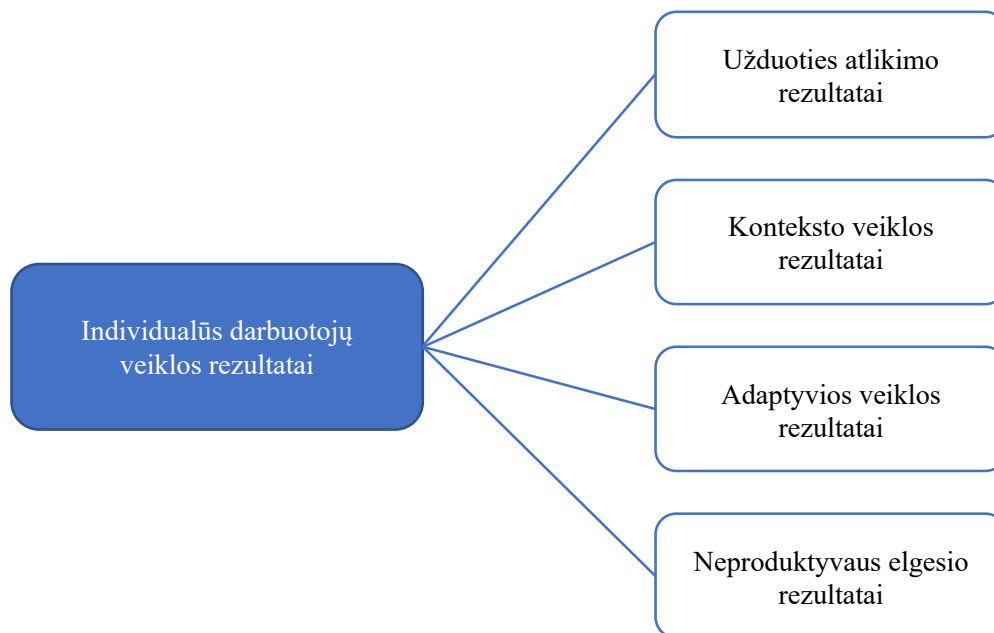 Užduoties atlikimo
rezultatai
Konteksto veiklos
rezultatai
Individualūs darbuotojų
veiklos rezultatai
Adaptyvios veiklos
rezultatai
Neproduktyvaus elgesio
rezultatai